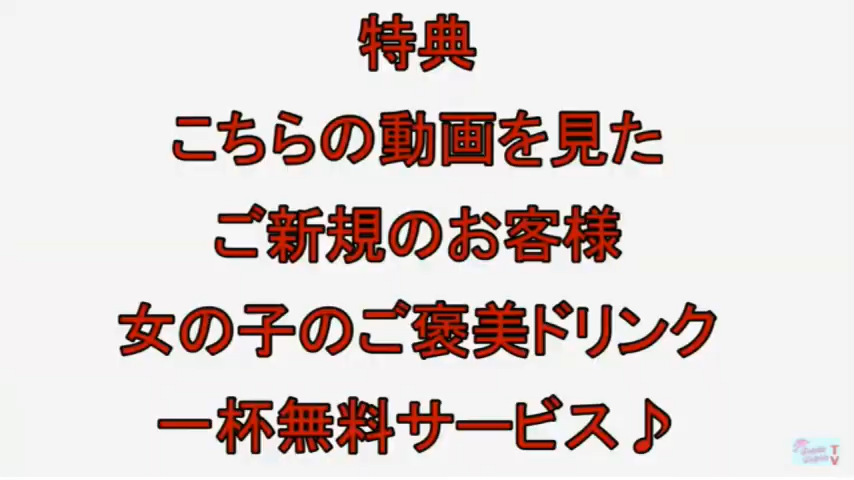 特典
こちらの動画を見た
ご新規のお客様
女の子のご褒美ドリンク
一杯無料サービス♪
TV